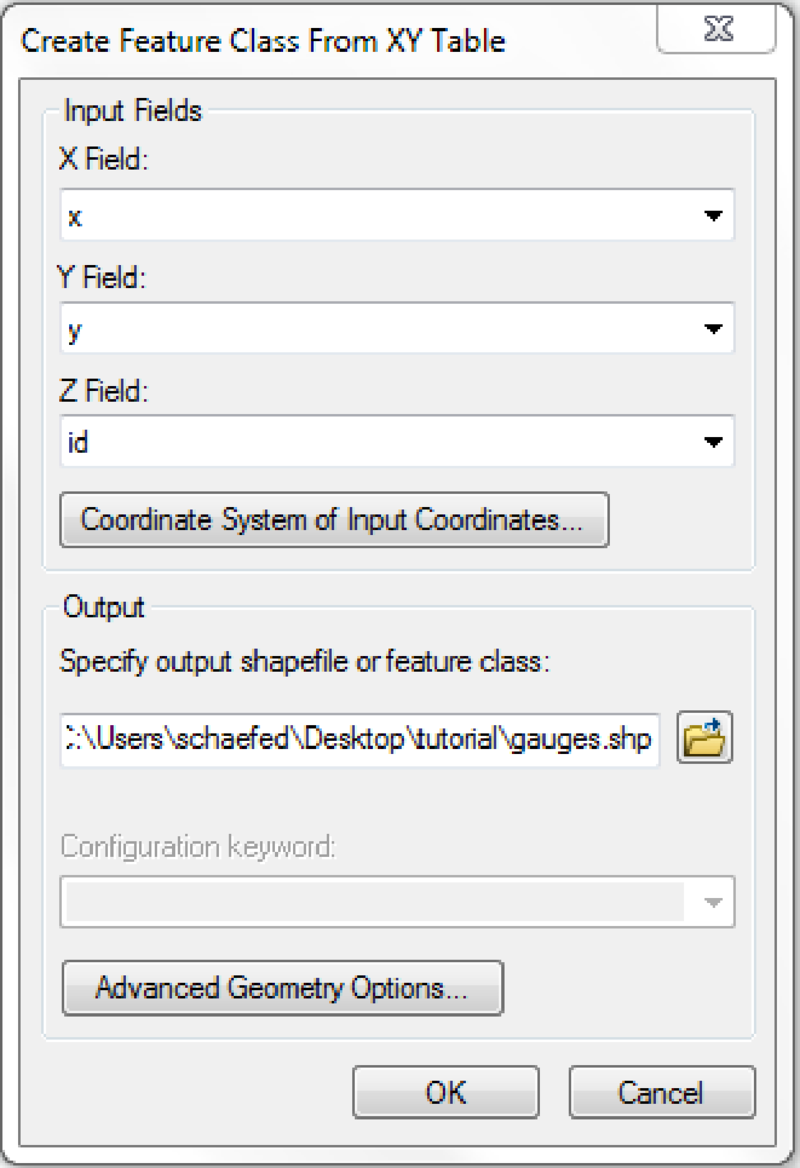 Create Feature Class From XY Table
Input Fields
X Field:
x
Y Field:
y
Z Field:
id
Coordinate System of Input Coordinates...
Output
Specify output shapefile or feature class:
C:\Users\schaefed\Desktop\tutorial\gauges.shp
Configuration keyword:
Advanced Geometry Options...
OK Cancel